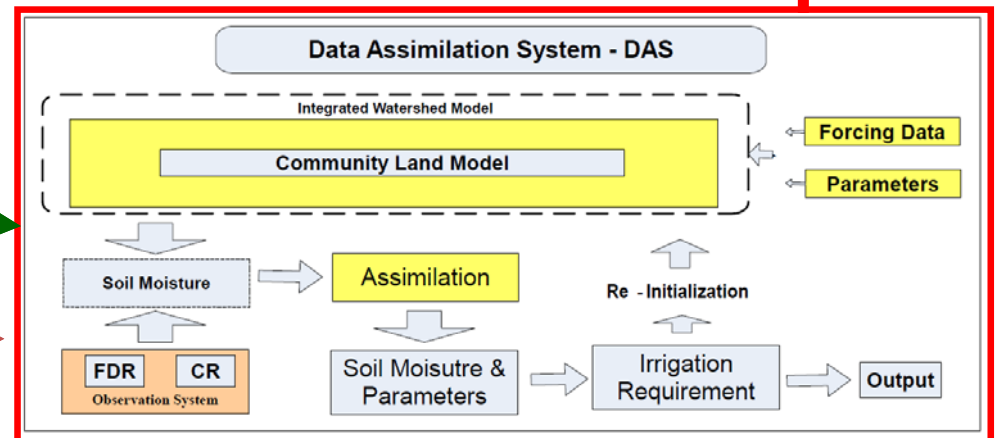 Data Assimilation System - DAS
Integrated Watershed Model
Community Land Model
Forcing Data
Parameters
Soil Moisture
Assimilation
Re - Initialization
FDR
CR
Observation System
Soil Moisutre &
Parameters
Irrigation
Requirement
Output